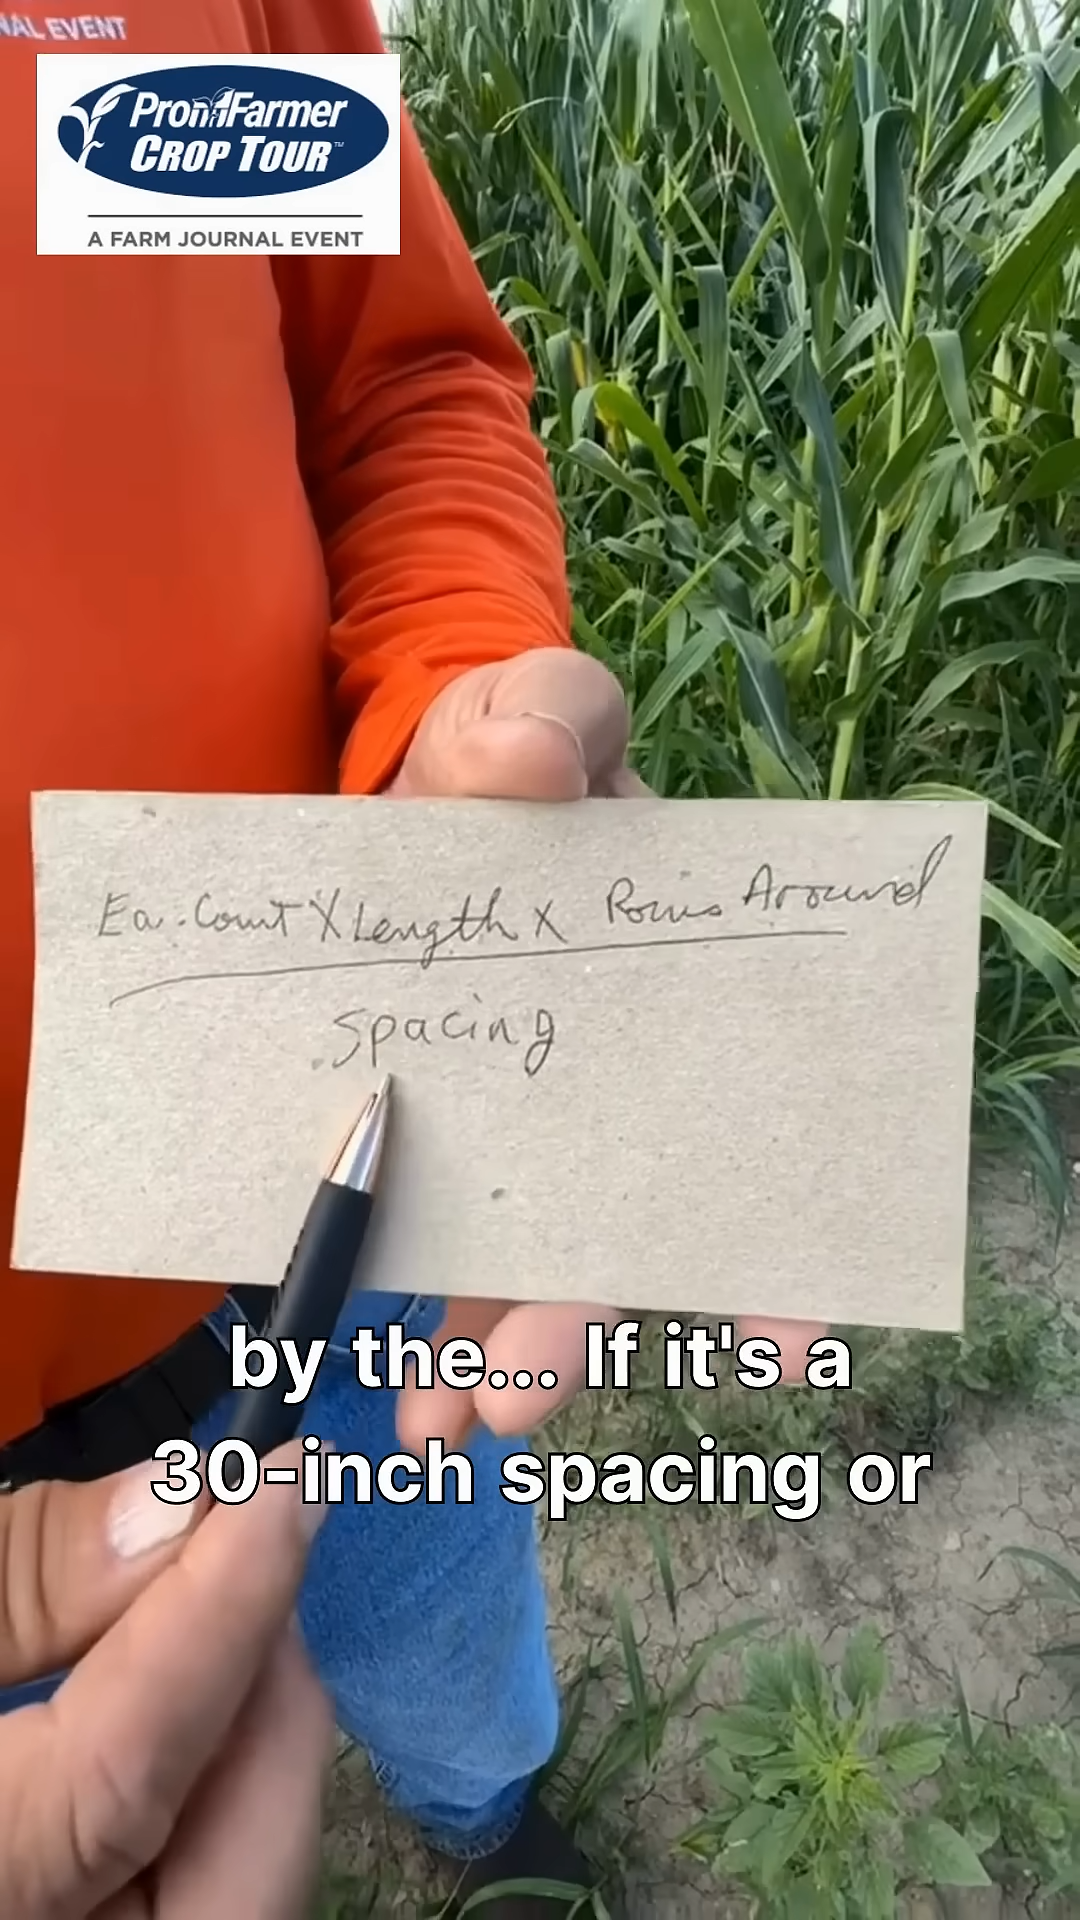 NAL EVENT
Pro Farmer
CROP TOUR™
A FARM JOURNAL EVENT
Ea. Count X Length X Rows Around
Spacing
by the... If it's a
30-inch spacing or